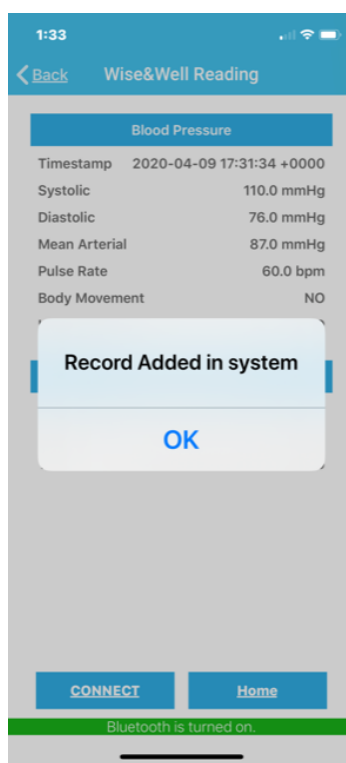 1:33
Back Wise&Well Reading
Blood Pressure
Timestamp 2020-04-09 17:31:34 +0000
Systolic 110.0 mmHg
Diastolic 76.0 mmHg
Mean Arterial 87.0 mmHg
Pulse Rate 60.0 bpm
Body Movement NO
Record Added in system
OK
CONNECT Home
Bluetooth is turned on.